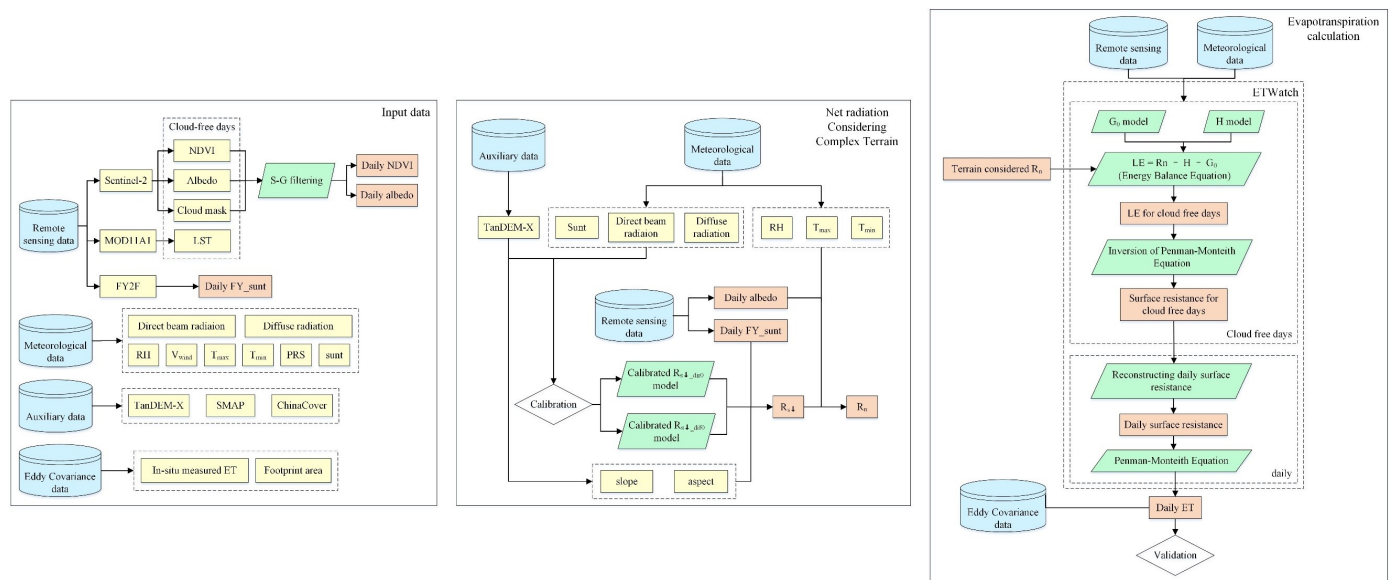 Input data
Cloud-free days
NDVI
Sentinel-2
Albedo
Cloud mask
S-G filtering
Daily NDVI
Daily albedo
Remote
sensing data
MOD11A1
LST
FY2F
Daily FY_sunt
Meteorological
data
Direct beam radiaion
Diffuse radiation
RH
Vwind
Tmax
Tmin
PRS
sunt
Auxiliary data
TanDEM-X
SMAP
ChinaCover
Eddy Covariance
data
In-situ measured ET
Footprint area
Net radiation
Considering
Complex Terrain
Auxiliary data
Meteorological
data
TanDEM-X
Sunt
Direct beam
radiaion
Diffuse
radiation
RH
Tmax
Tmin
Remote sensing
data
Daily albedo
Daily FY_sunt
Calibration
Calibrated Rs⬇_dir0
model
Calibrated Rs⬇_dif0
model
Rs⬇
Rn
slope
aspect
Evapotranspiration
calculation
Remote sensing
data
Meteorological
data
ETWatch
G0 model
H model
Terrain considered Rn
LE = Rn − H − G0
(Energy Balance Equation)
LE for cloud free days
Inversion of Penman-Monteith
Equation
Surface resistance for
cloud free days
Cloud free days
Reconstructing daily surface
resistance
Daily surface resistance
Penman-Monteith Equation
daily
Eddy Covariance
data
Daily ET
Validation